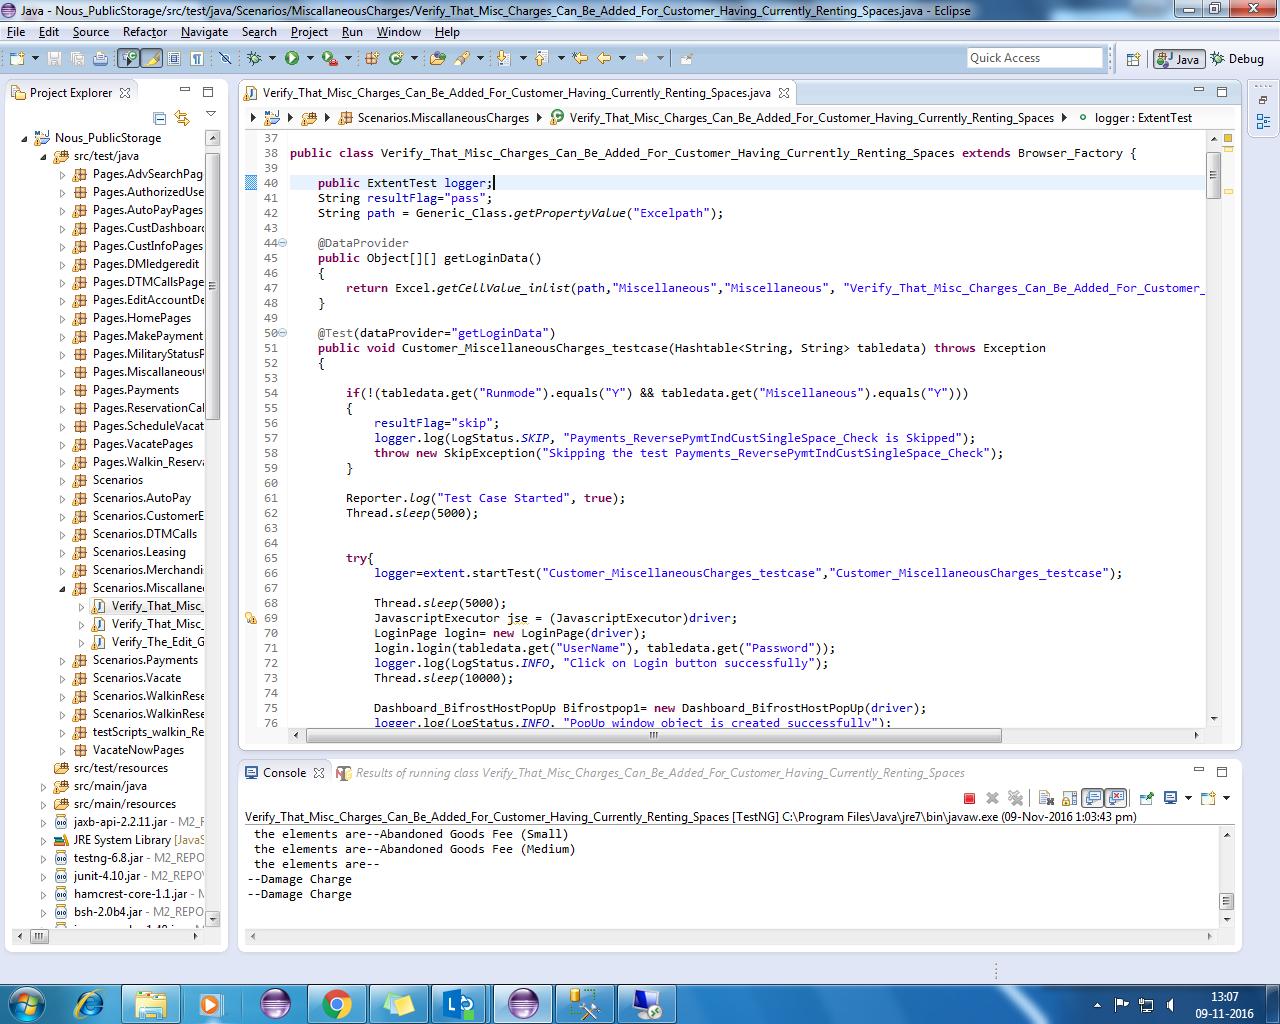 Java - Nous_PublicStorage/src/test/java/Scenarios/MiscallaneousCharges/Verify_That_Misc_Charges_Can_Be_Added_For_Customer_Having_Currently_Renting_Spaces.java - Eclipse
File Edit Source Refactor Navigate Search Project Run Window Help
Quick Access
Java
Debug
Project Explorer
Nous_PublicStorage
src/test/java
Pages.AdvSearchPag
Pages.AuthorizedUse
Pages.AutoPayPages
Pages.CustDashboard
Pages.CustInfoPages
Pages.DMledgeredit
Pages.DTMCallsPage
Pages.EditAccountDe
Pages.HomePages
Pages.MakePayment
Pages.MilitaryStatusP
Pages.Miscallaneous
Pages.Payments
Pages.ReservationCal
Pages.ScheduleVacat
Pages.VacatePages
Pages.Walkin_Reserva
Scenarios
Scenarios.AutoPay
Scenarios.CustomerE
Scenarios.DTMCalls
Scenarios.Leasing
Scenarios.Merchandi
Scenarios.Miscallane
Verify_That_Misc_
Verify_That_Misc_
Verify_The_Edit_G
Scenarios.Payments
Scenarios.Vacate
Scenarios.WalkinRese
Scenarios.WalkinRese
testScripts_walkin_Re
VacateNowPages
src/test/resources
src/main/java
src/main/resources
jaxb-api-2.2.11.jar - M2_F
JRE System Library [JavaS
testng-6.8.jar - M2_REPO
junit-4.10.jar - M2_REPO
hamcrest-core-1.1.jar - M
bsh-2.0b4.jar - M2_REPO
Verify_That_Misc_Charges_Can_Be_Added_For_Customer_Having_Currently_Renting_Spaces.java
Scenarios.MiscallaneousCharges
Verify_That_Misc_Charges_Can_Be_Added_For_Customer_Having_Currently_Renting_Spaces
logger : ExtentTest
37
38 public class Verify_That_Misc_Charges_Can_Be_Added_For_Customer_Having_Currently_Renting_Spaces extends Browser_Factory {
39
40 public ExtentTest logger;
41 String resultFlag="pass";
42 String path = Generic_Class.getPropertyValue("Excelpath");
43
44 @DataProvider
45 public Object[][] getLoginData()
46 {
47 return Excel.getCellValue_inlist(path,"Miscellaneous","Miscellaneous", "Verify_That_Misc_Charges_Can_Be_Added_For_Customer_
48 }
49
50 @Test(dataProvider="getLoginData")
51 public void Customer_MiscellaneousCharges_testcase(Hashtable<String, String> tabledata) throws Exception
52 {
53
54 if(!(tabledata.get("Runmode").equals("Y") && tabledata.get("Miscellaneous").equals("Y")))
55 {
56 resultFlag="skip";
57 logger.log(LogStatus.SKIP, "Payments_ReversePymtIndCustSingleSpace_Check is Skipped");
58 throw new SkipException("Skipping the test Payments_ReversePymtIndCustSingleSpace_Check");
59 }
60
61 Reporter.log("Test Case Started", true);
62 Thread.sleep(5000);
63
64
65 try{
66 logger=extent.startTest("Customer_MiscellaneousCharges_testcase","Customer_MiscellaneousCharges_testcase");
67
68 Thread.sleep(5000);
69 JavascriptExecutor jse = (JavascriptExecutor)driver;
70 LoginPage login= new LoginPage(driver);
71 login.login(tabledata.get("UserName"), tabledata.get("Password"));
72 logger.log(LogStatus.INFO, "Click on Login button successfully");
73 Thread.sleep(10000);
74
75 Dashboard_BifrostHostPopUp Bifrostpop1= new Dashboard_BifrostHostPopUp(driver);
76 logger.log(LogStatus.INFO, "PopUp window object is created successfully");
Console
Results of running class Verify_That_Misc_Charges_Can_Be_Added_For_Customer_Having_Currently_Renting_Spaces
Verify_That_Misc_Charges_Can_Be_Added_For_Customer_Having_Currently_Renting_Spaces [TestNG] C:\Program Files\Java\jre7\bin\javaw.exe (09-Nov-2016 1:03:43 pm)
the elements are--Abandoned Goods Fee (Small)
the elements are--Abandoned Goods Fee (Medium)
the elements are--
--Damage Charge
--Damage Charge
13:07
09-11-2016